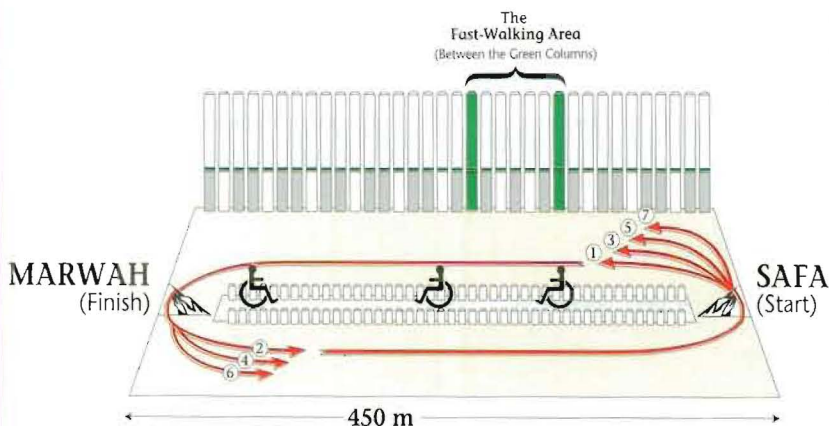 The
Fast-Walking Area
(Between the Green Columns)
7
5
3
1
MARWAH
(Finish)
SAFA
(Start)
2
4
6
450 m